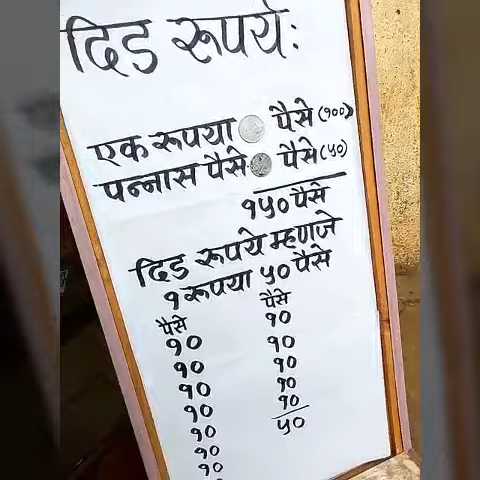 दिड रूपये:
एक रूपया पैसे (१००)
पन्नास पैसे पैसे (५०)
१५० पैसे
दिड रूपये म्हणजे
१ रूपया ५० पैसे
पैसे पैसे
१० १०
१० १०
१० १०
१० १०
१० १०
१० ५०
१०